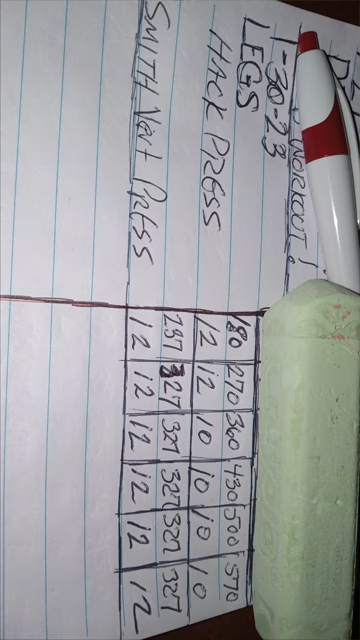 WORKOUT!
1-30-23
LEGS
HACK PRESS
180 270 360 430 500 570
12 12 10 10 10 10
SMITH Vert PRESS
287 327 327 327 327 327
12 12 12 12 12 12